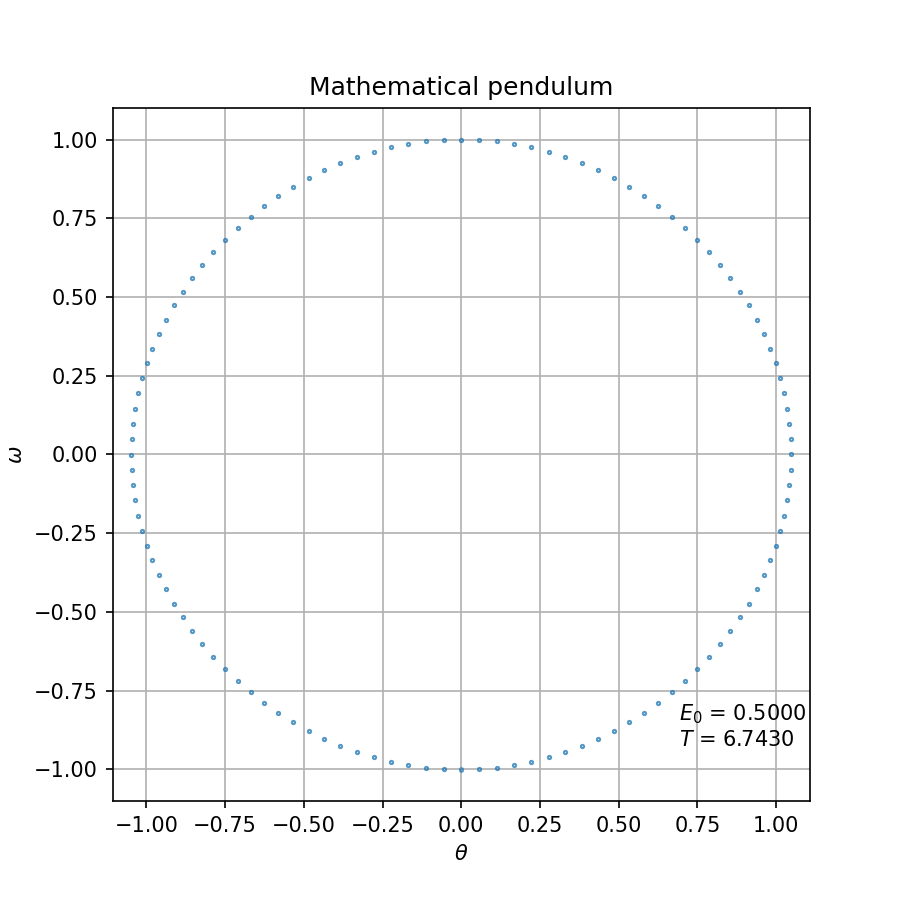 Mathematical pendulum
1.00
0.75
0.50
0.25
0.00
−0.25
−0.50
−0.75
−1.00
ω
E₀ = 0.5000
T = 6.7430
−1.00 −0.75 −0.50 −0.25 0.00 0.25 0.50 0.75 1.00
θ